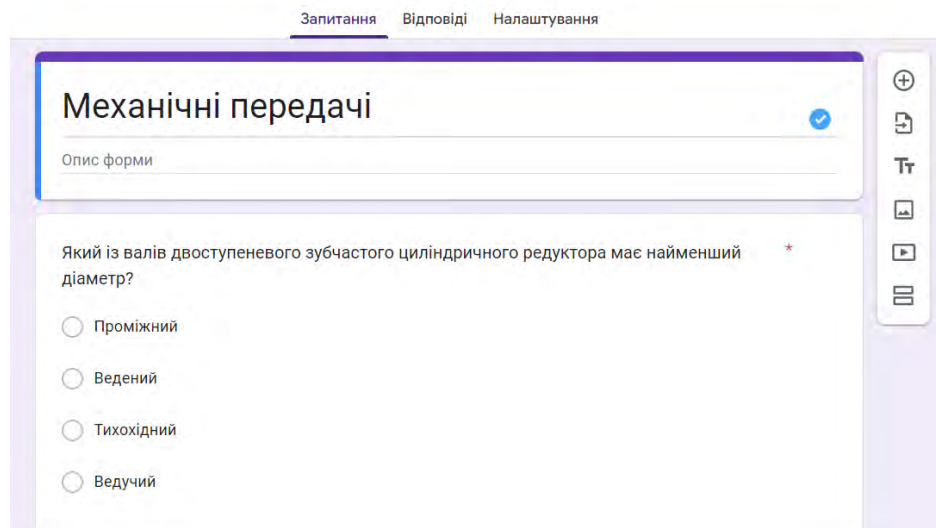 Запитання Відповіді Налаштування
Механічні передачі
Опис форми
Який із валів двоступеневого зубчастого циліндричного редуктора має найменший *
діаметр?
Проміжний
Ведений
Тихохідний
Ведучий
Тт